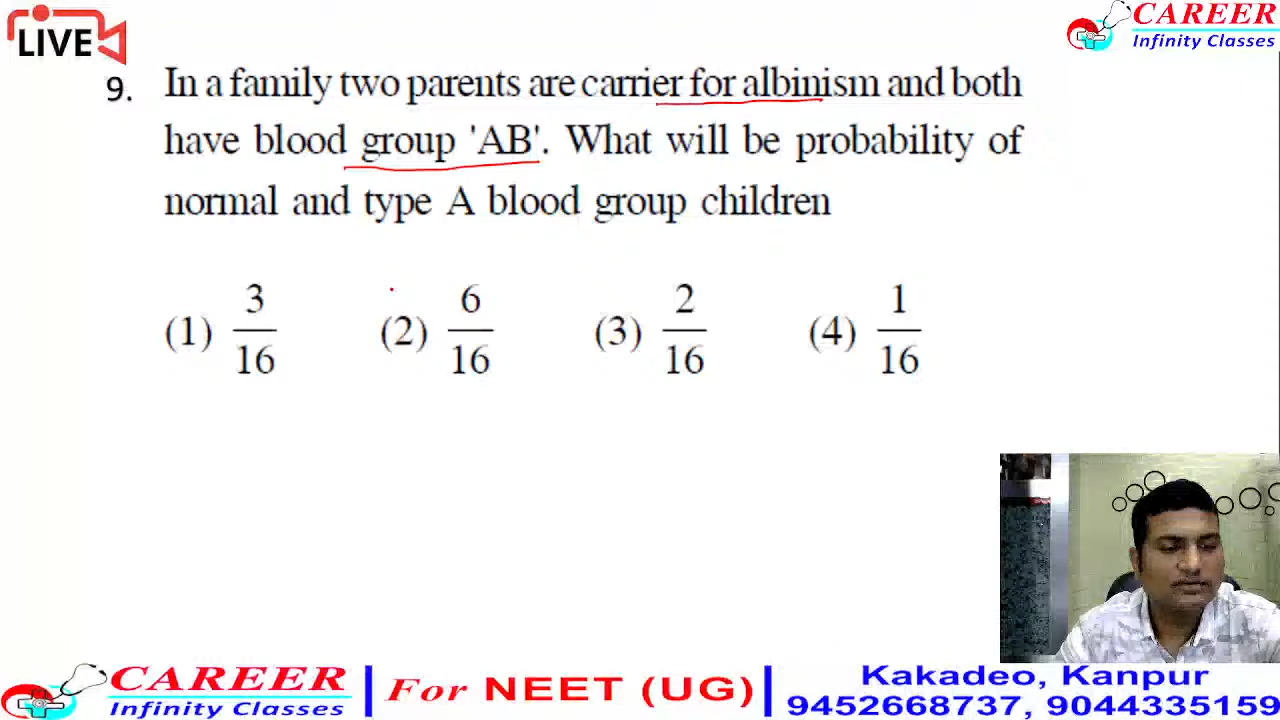 LIVE
CAREER
Infinity Classes
9. In a family two parents are carrier for albinism and both
have blood group 'AB'. What will be probability of
normal and type A blood group children
(1) 3/16 (2) 6/16 (3) 2/16 (4) 1/16
CAREER
Infinity Classes
For NEET (UG)
Kakadeo, Kanpur
9452668737, 9044335159